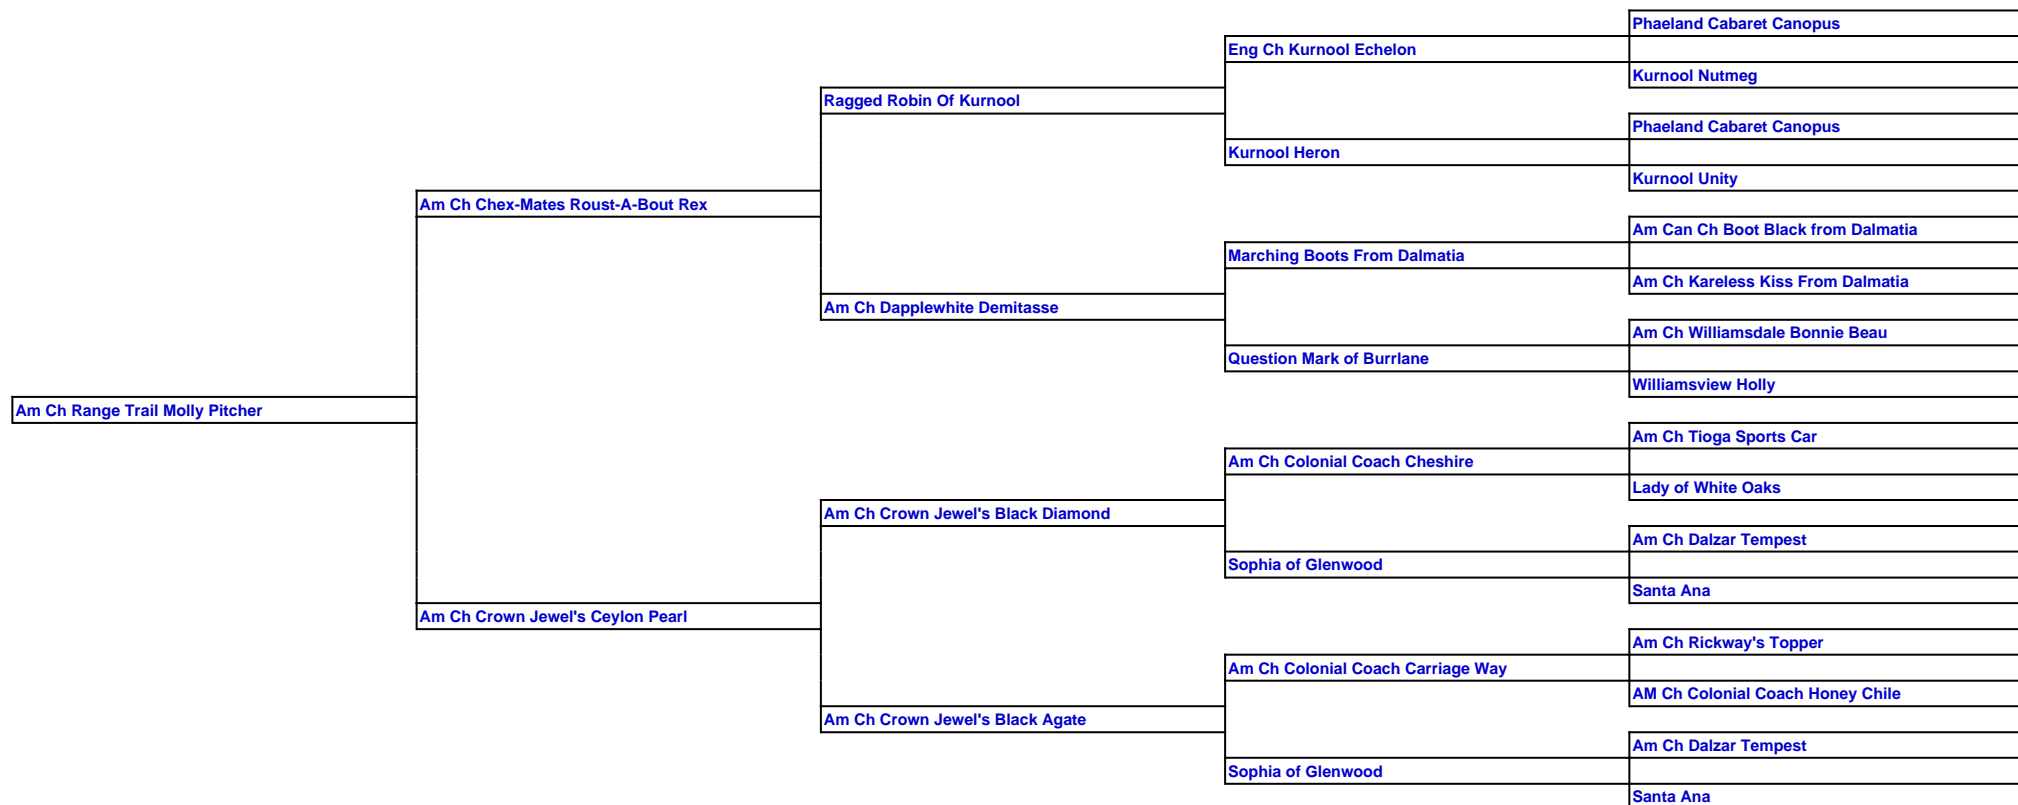 Phaeland Cabaret Canopus
Eng Ch Kurnool Echelon
Kurnool Nutmeg
Ragged Robin Of Kurnool
Phaeland Cabaret Canopus
Kurnool Heron
Kurnool Unity
Am Ch Chex-Mates Roust-A-Bout Rex
Am Can Ch Boot Black from Dalmatia
Marching Boots From Dalmatia
Am Ch Kareless Kiss From Dalmatia
Am Ch Dapplewhite Demitasse
Am Ch Williamsdale Bonnie Beau
Question Mark of Burrlane
Williamsview Holly
Am Ch Range Trail Molly Pitcher
Am Ch Tioga Sports Car
Am Ch Colonial Coach Cheshire
Lady of White Oaks
Am Ch Crown Jewel's Black Diamond
Am Ch Dalzar Tempest
Sophia of Glenwood
Santa Ana
Am Ch Crown Jewel's Ceylon Pearl
Am Ch Rickway's Topper
Am Ch Colonial Coach Carriage Way
AM Ch Colonial Coach Honey Chile
Am Ch Crown Jewel's Black Agate
Am Ch Dalzar Tempest
Sophia of Glenwood
Santa Ana